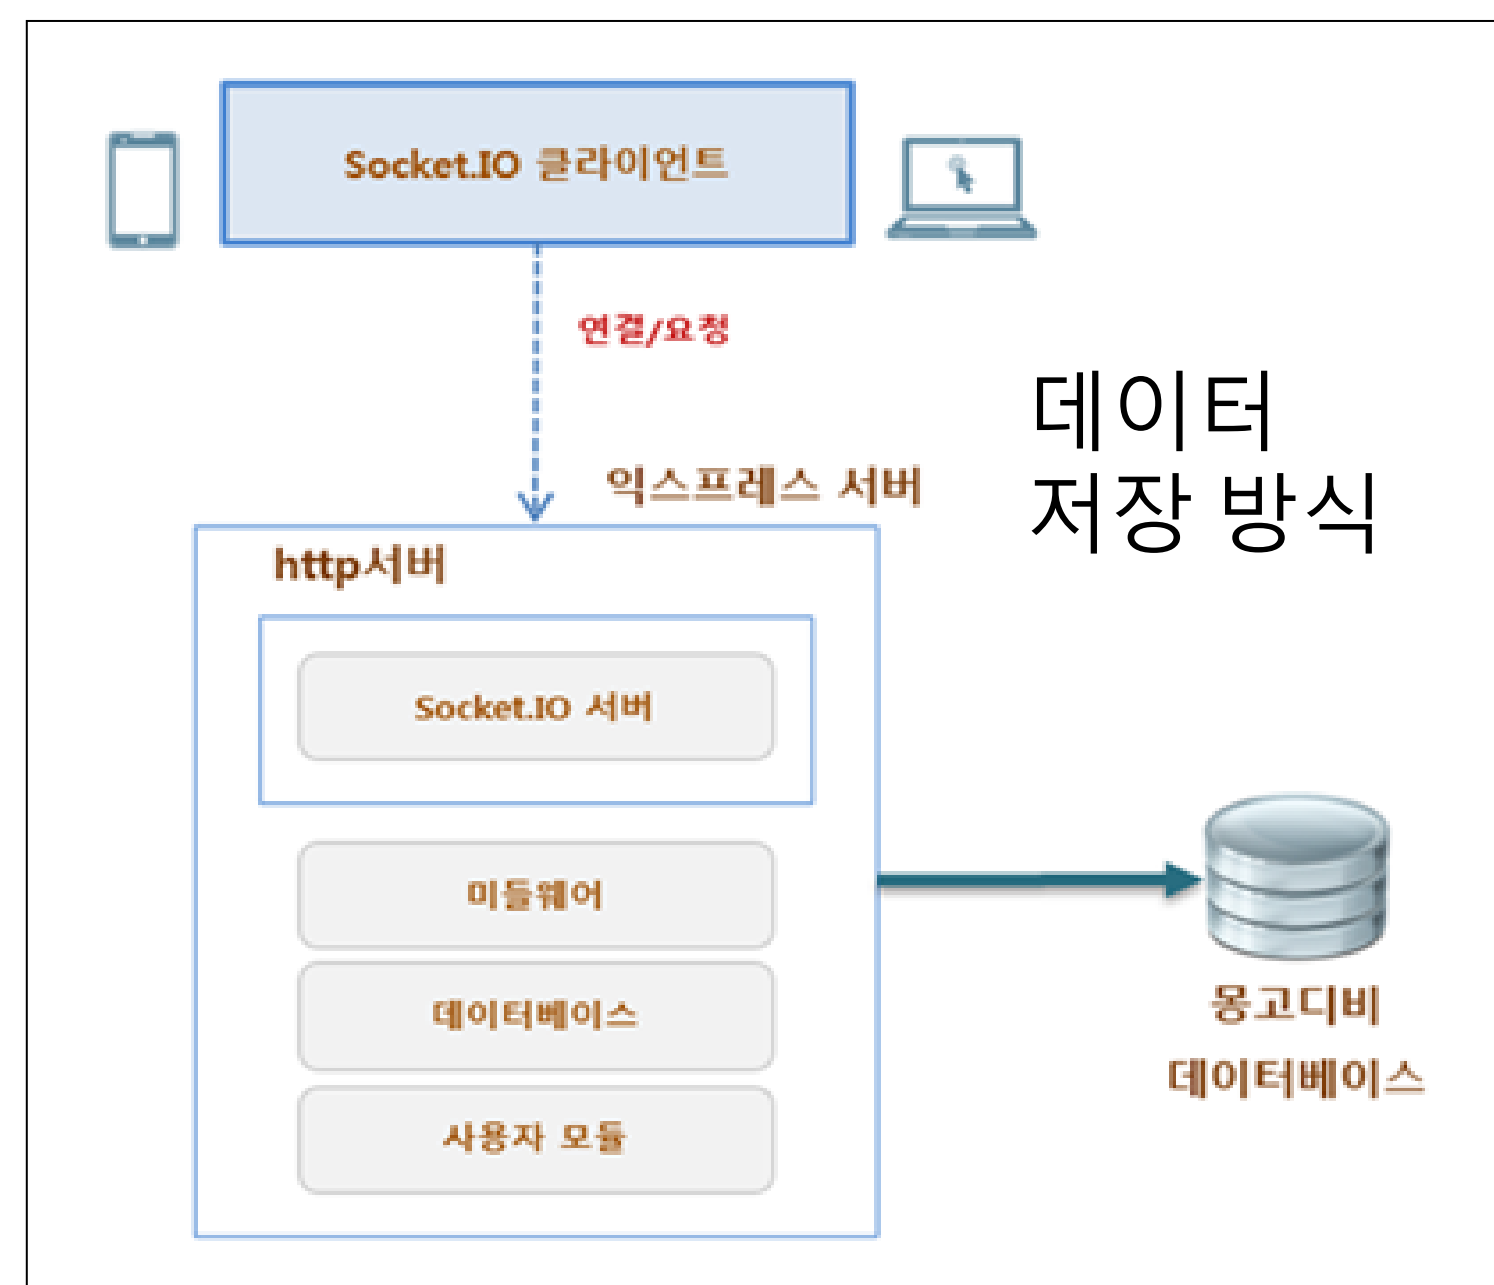 Socket.IO 클라이언트
연결/요청
데이터
저장 방식
익스프레스 서버
http서버
Socket.IO 서버
미들웨어
데이터베이스
사용자 모듈
몽고디비
데이터베이스